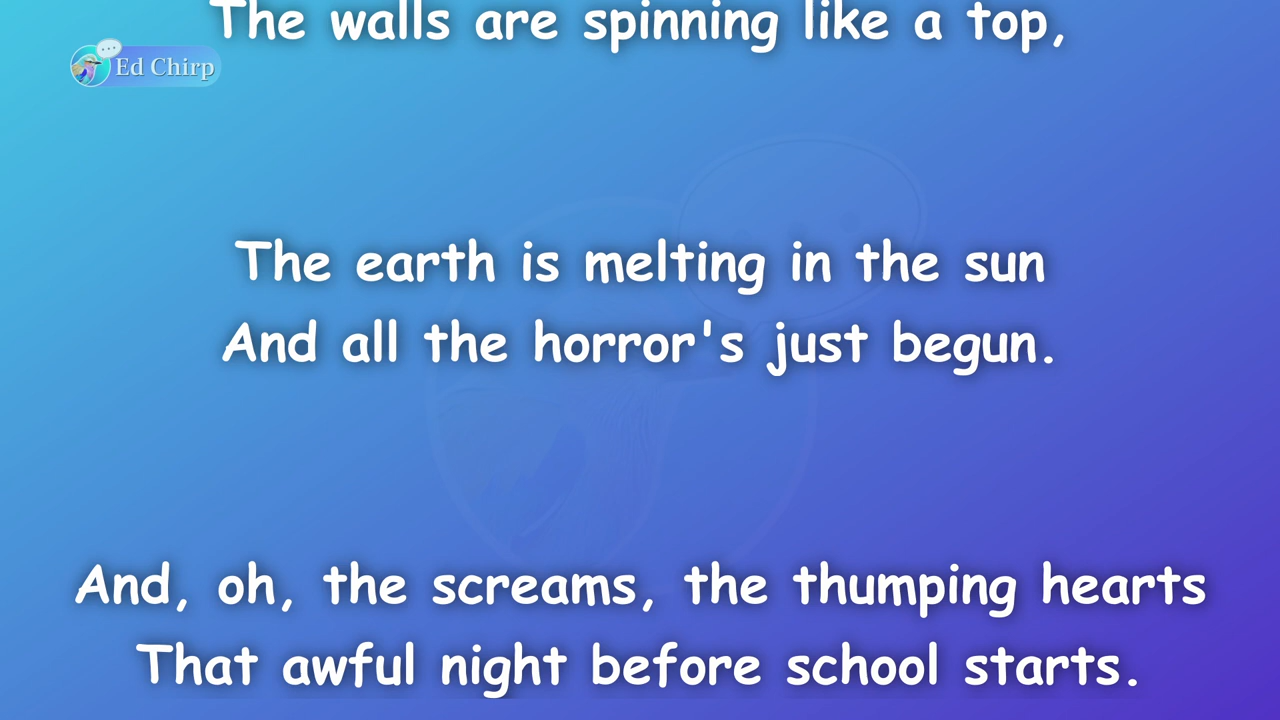 The walls are spinning like a top,
Ed Chirp
The earth is melting in the sun
And all the horror's just begun.
And, oh, the screams, the thumping hearts
That awful night before school starts.